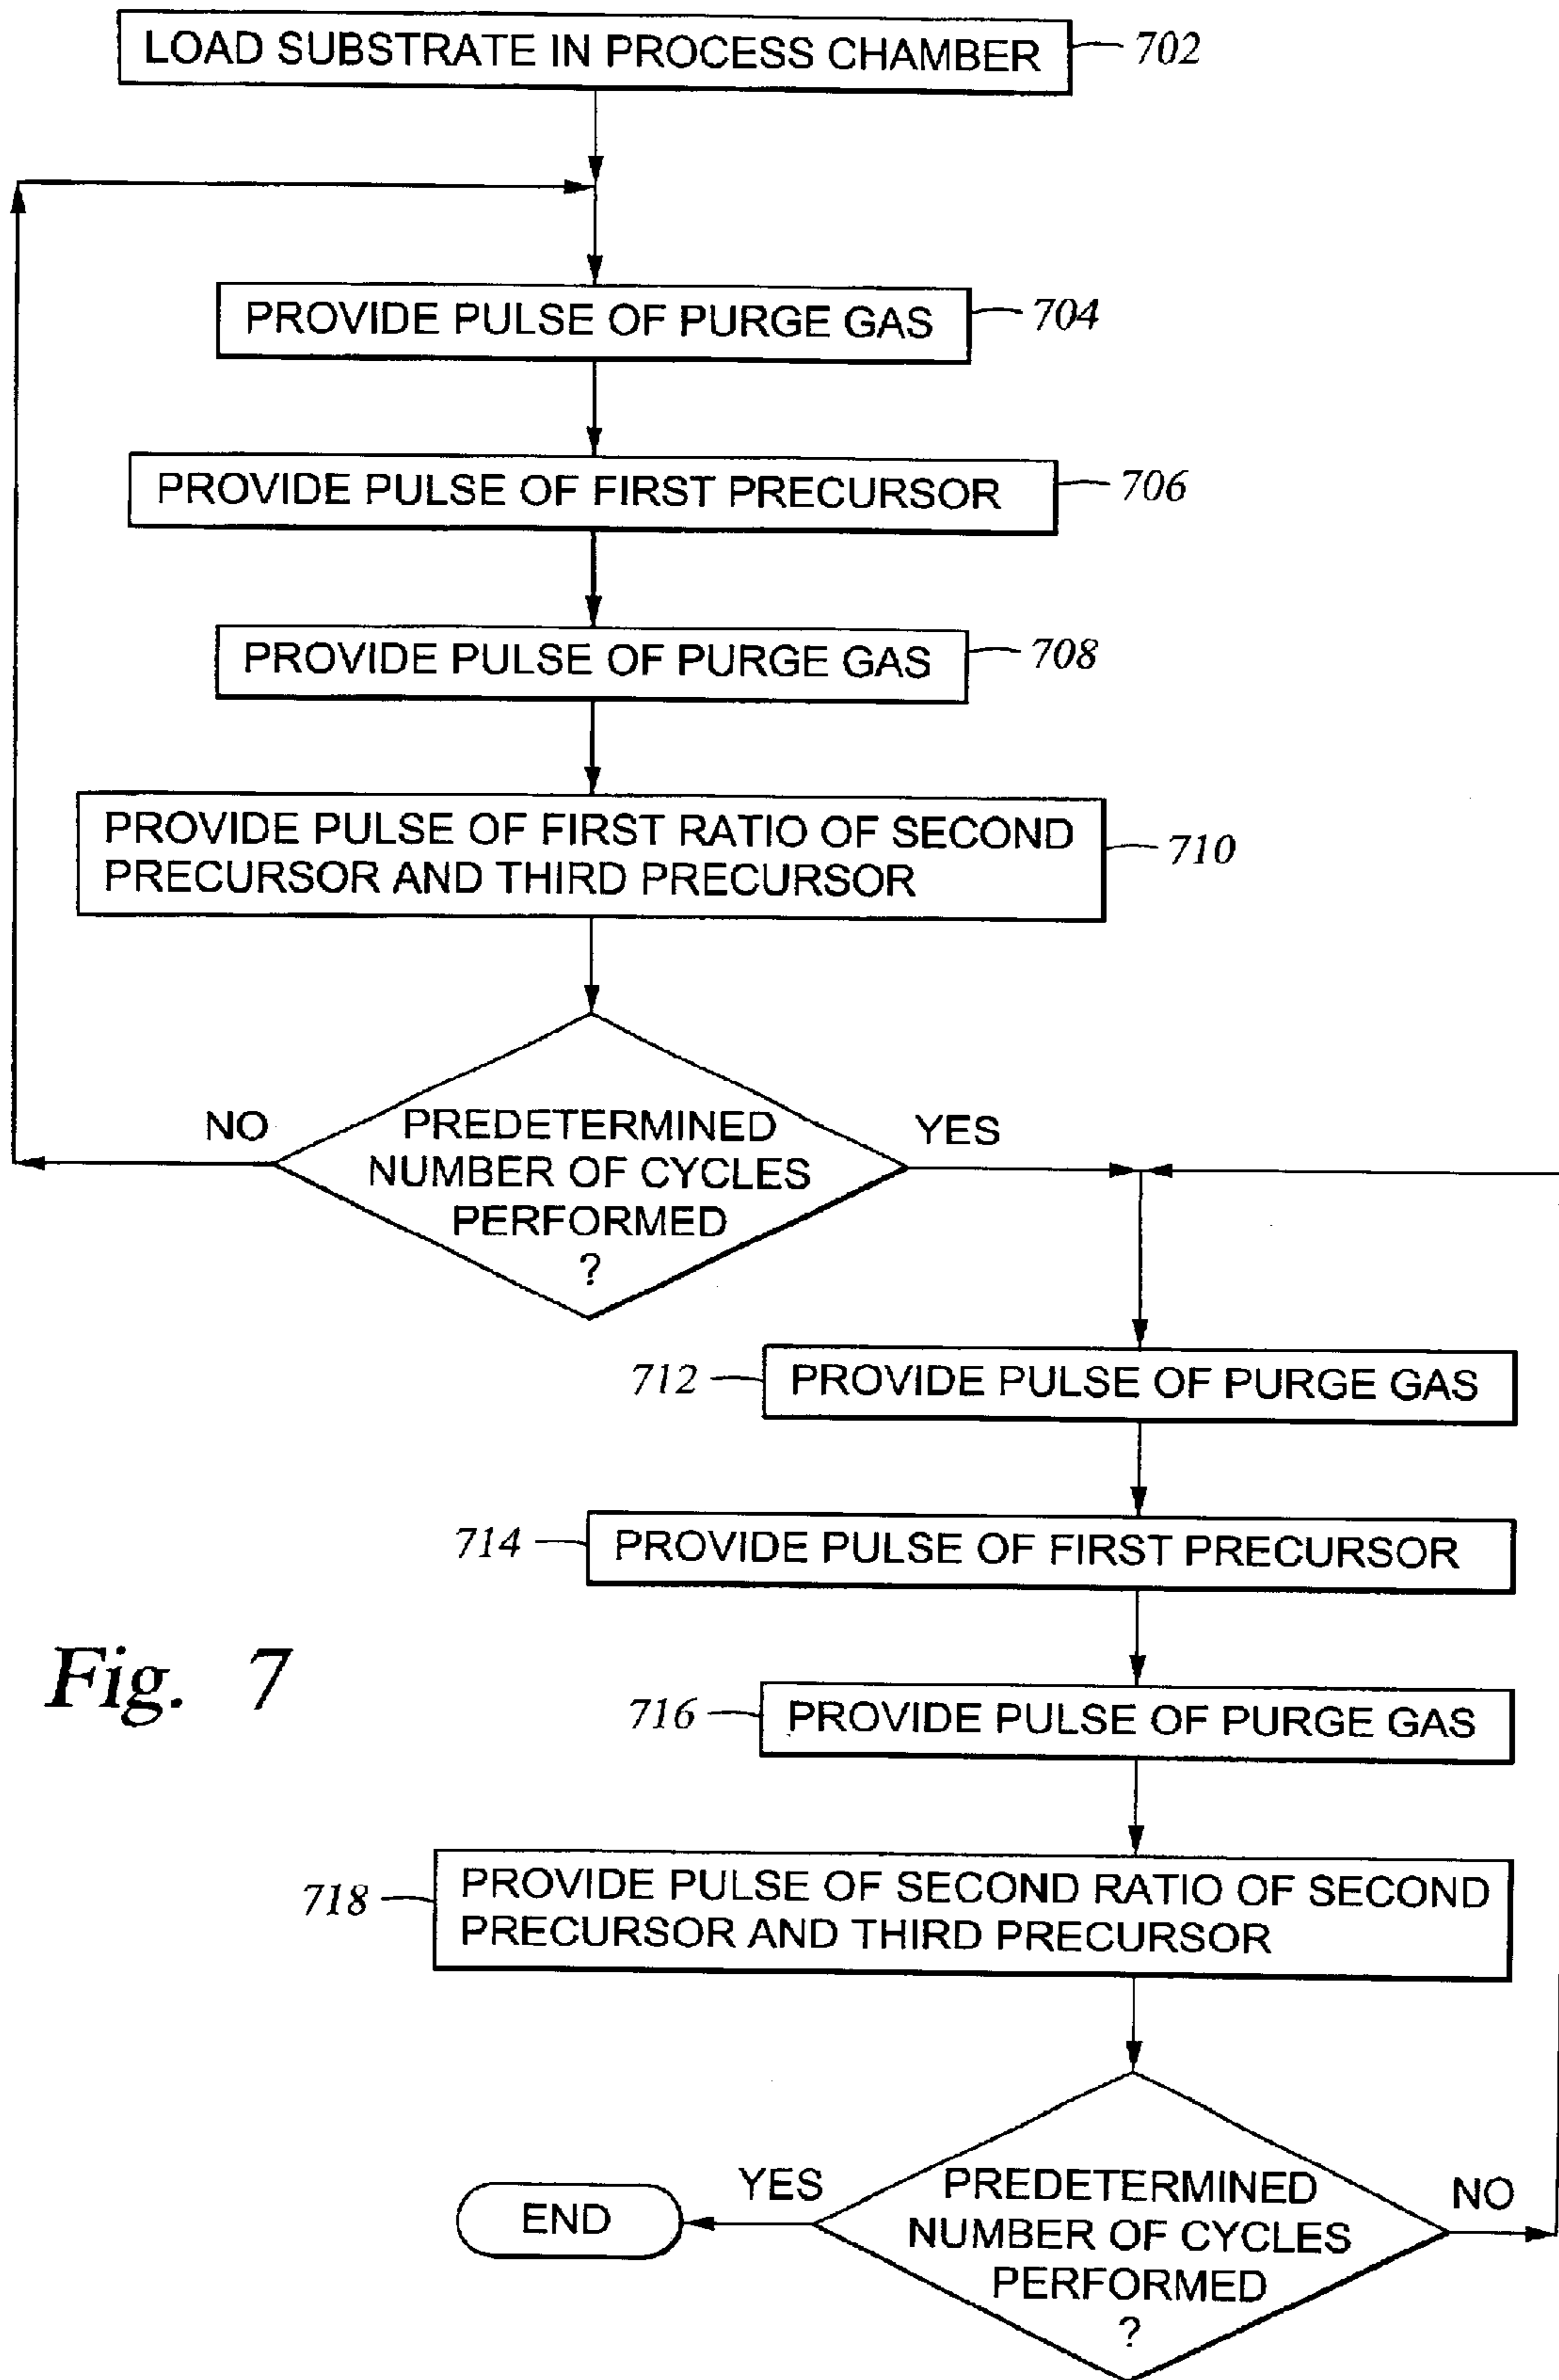 LOAD SUBSTRATE IN PROCESS CHAMBER 702
PROVIDE PULSE OF PURGE GAS 704
PROVIDE PULSE OF FIRST PRECURSOR 706
PROVIDE PULSE OF PURGE GAS 708
PROVIDE PULSE OF FIRST RATIO OF SECOND
PRECURSOR AND THIRD PRECURSOR
710
NO
PREDETERMINED
NUMBER OF CYCLES
PERFORMED
?
YES
712 PROVIDE PULSE OF PURGE GAS
714 PROVIDE PULSE OF FIRST PRECURSOR
Fig. 7
716 PROVIDE PULSE OF PURGE GAS
718
PROVIDE PULSE OF SECOND RATIO OF SECOND
PRECURSOR AND THIRD PRECURSOR
END
YES
PREDETERMINED
NUMBER OF CYCLES
PERFORMED
?
NO